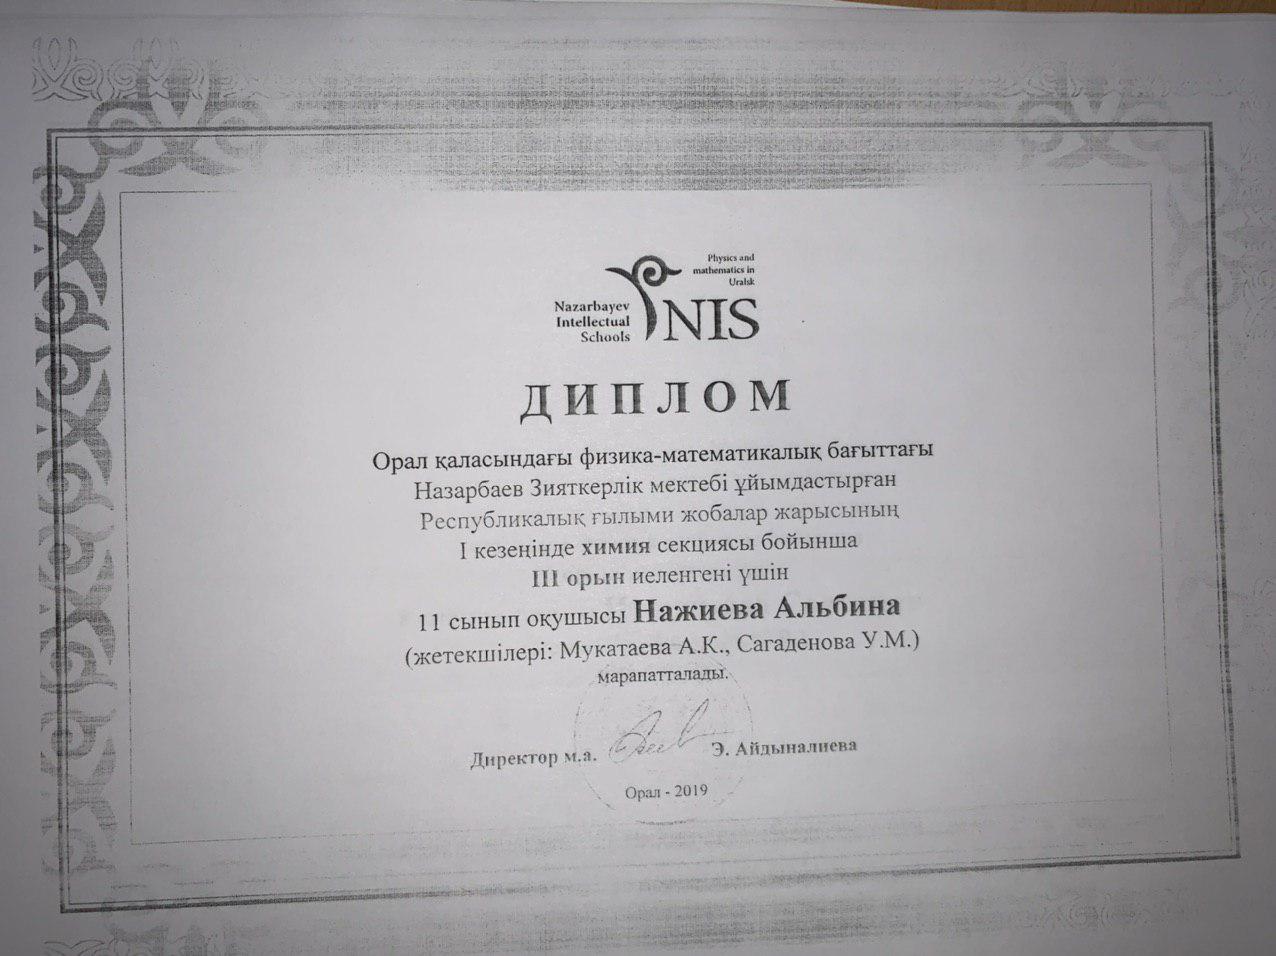 Physics and
mathematics in
Uralsk
Nazarbayev
Intellectual
Schools
NIS
ДИПЛОМ
Орал қаласындағы физика-математикалық бағыттағы
Назарбаев Зияткерлік мектебі ұйымдастырған
Республикалық ғылыми жобалар жарысының
І кезеңінде химия секциясы бойынша
ІІІ орын иеленгені үшін
11 сынып оқушысы Нажиева Альбина
(жетекшілері: Мукатаева А.К., Сагаденова У.М.)
марапатталады.
Директор м.а. Э. Айдыналиева
Орал - 2019